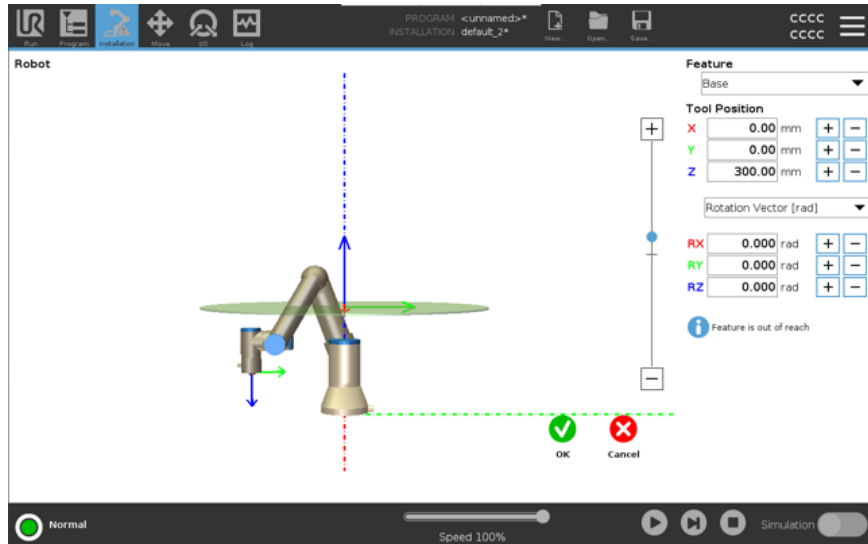 UR
PROGRAM <unnamed>*
INSTALLATION default_2*
Run Program Installation Move I/O Log New... Open... Save...
cccc
cccc
Robot
Feature
Base
Tool Position
X 0.00 mm + −
Y 0.00 mm + −
Z 300.00 mm + −
Rotation Vector [rad]
RX 0.000 rad + −
RY 0.000 rad + −
RZ 0.000 rad + −
i Feature is out of reach
+
−
OK Cancel
Normal
Speed 100%
Simulation